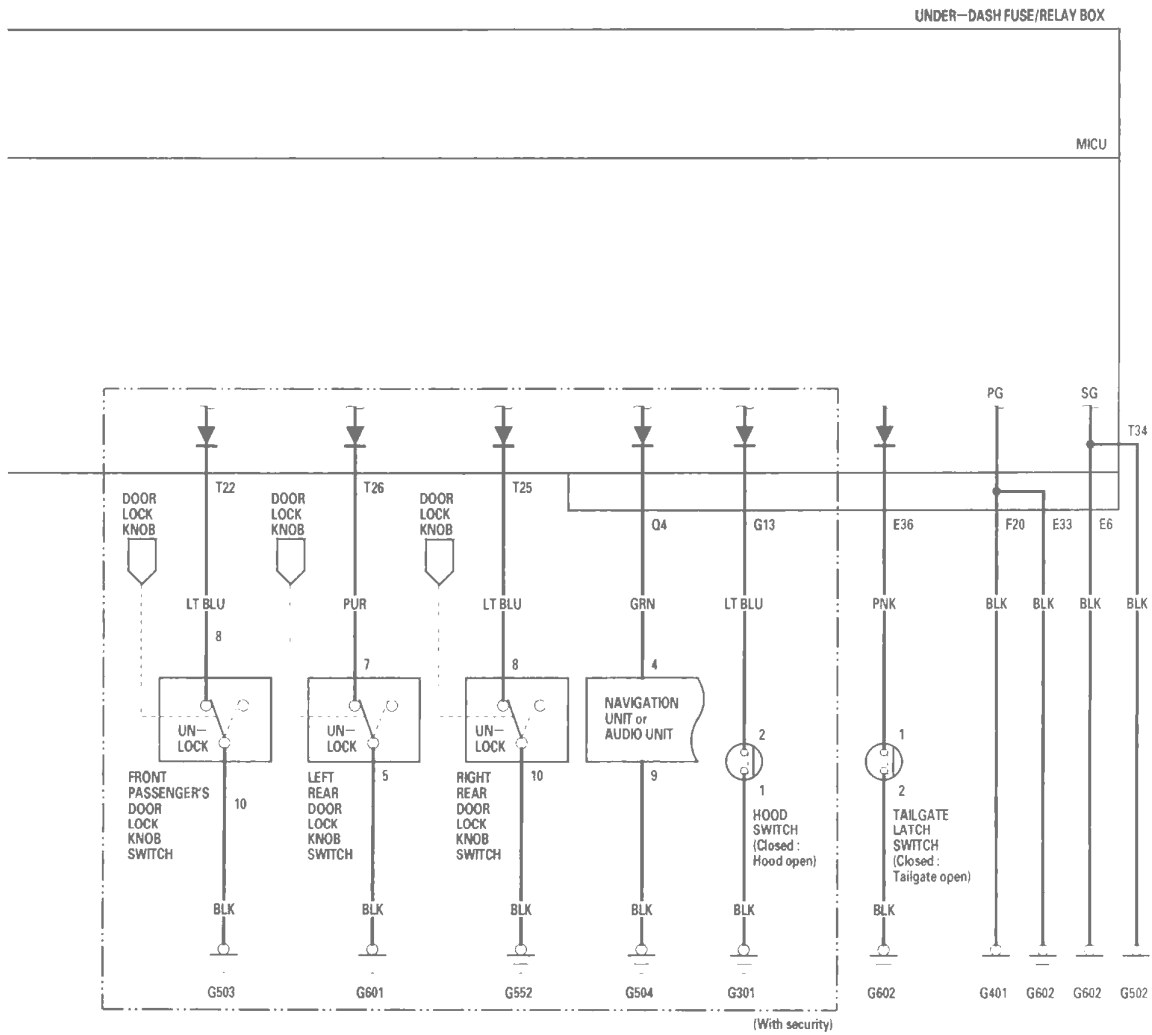 UNDER—DASH FUSE/RELAY BOX
MICU
PG
SG
T34
T22
T26
T25
Q4
G13
E36
F20
E33
E6
DOOR
LOCK
KNOB
DOOR
LOCK
KNOB
DOOR
LOCK
KNOB
LT BLU
PUR
LT BLU
GRN
LT BLU
PNK
BLK
BLK
BLK
BLK
8
7
8
4
2
1
UN—
LOCK
UN—
LOCK
UN—
LOCK
NAVIGATION
UNIT or
AUDIO UNIT
10
5
10
9
1
2
FRONT
PASSENGER'S
DOOR
LOCK
KNOB
SWITCH
LEFT
REAR
DOOR
LOCK
KNOB
SWITCH
RIGHT
REAR
DOOR
LOCK
KNOB
SWITCH
HOOD
SWITCH
(Closed :
Hood open)
TAILGATE
LATCH
SWITCH
(Closed :
Tailgate open)
BLK
BLK
BLK
BLK
BLK
BLK
G503
G601
G552
G504
G301
G602
G401
G602
G602
G502
(With security)